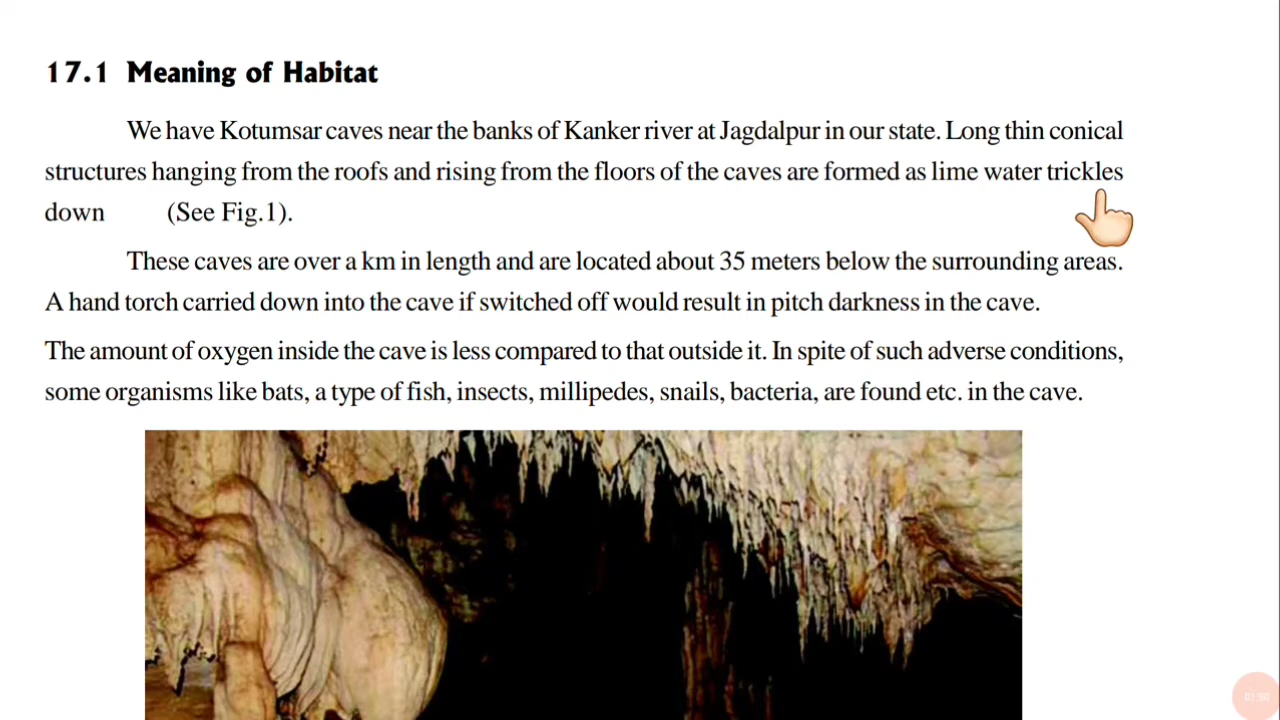 17.1 Meaning of Habitat
We have Kotumsar caves near the banks of Kanker river at Jagdalpur in our state. Long thin conical
structures hanging from the roofs and rising from the floors of the caves are formed as lime water trickles
down (See Fig.1).
These caves are over a km in length and are located about 35 meters below the surrounding areas.
A hand torch carried down into the cave if switched off would result in pitch darkness in the cave.
The amount of oxygen inside the cave is less compared to that outside it. In spite of such adverse conditions,
some organisms like bats, a type of fish, insects, millipedes, snails, bacteria, are found etc. in the cave.